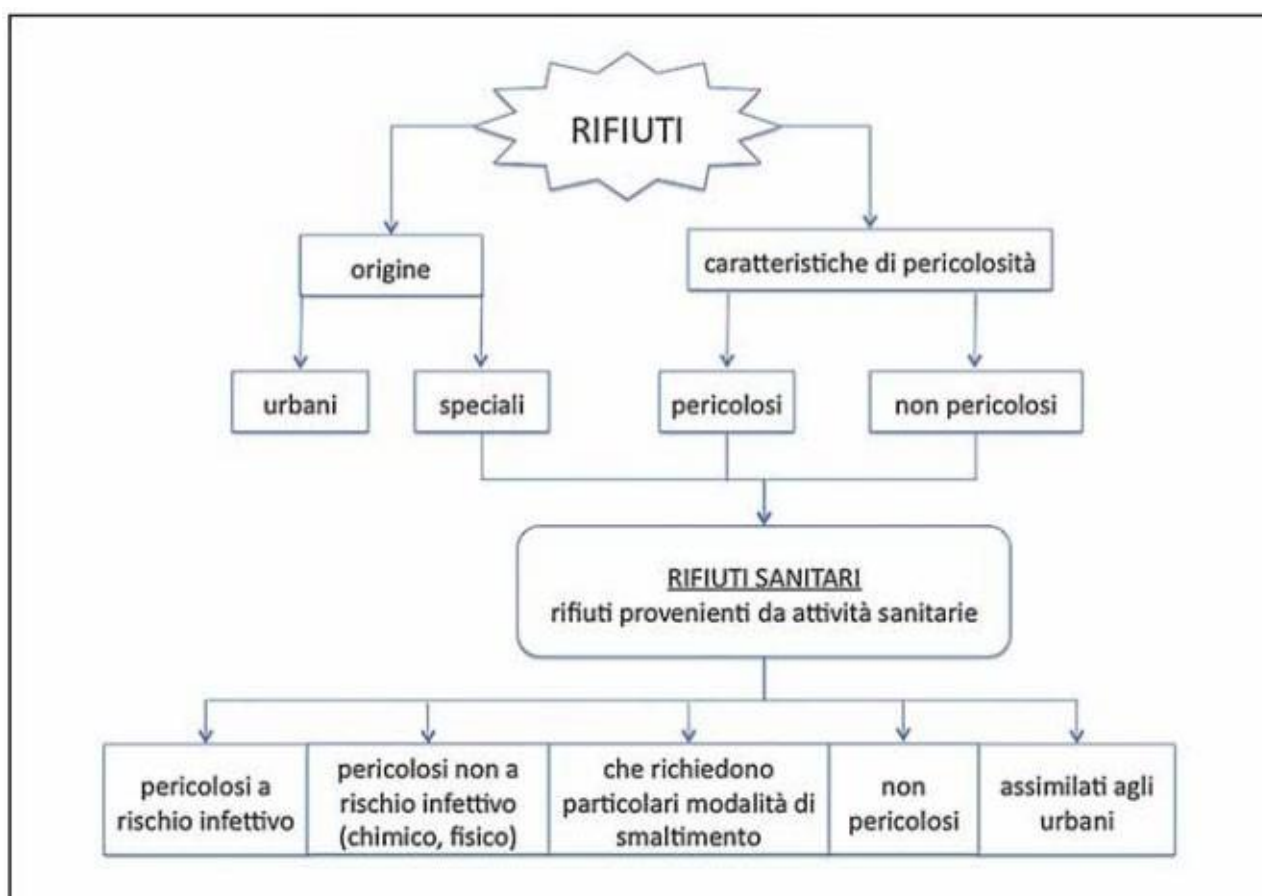 RIFIUTI
origine
caratteristiche di pericolosità
urbani
speciali
pericolosi
non pericolosi
RIFIUTI SANITARI
rifiuti provenienti da attività sanitarie
pericolosi a
rischio infettivo
pericolosi non a
rischio infettivo
(chimico, fisico)
che richiedono
particolari modalità di
smaltimento
non
pericolosi
assimilati agli
urbani